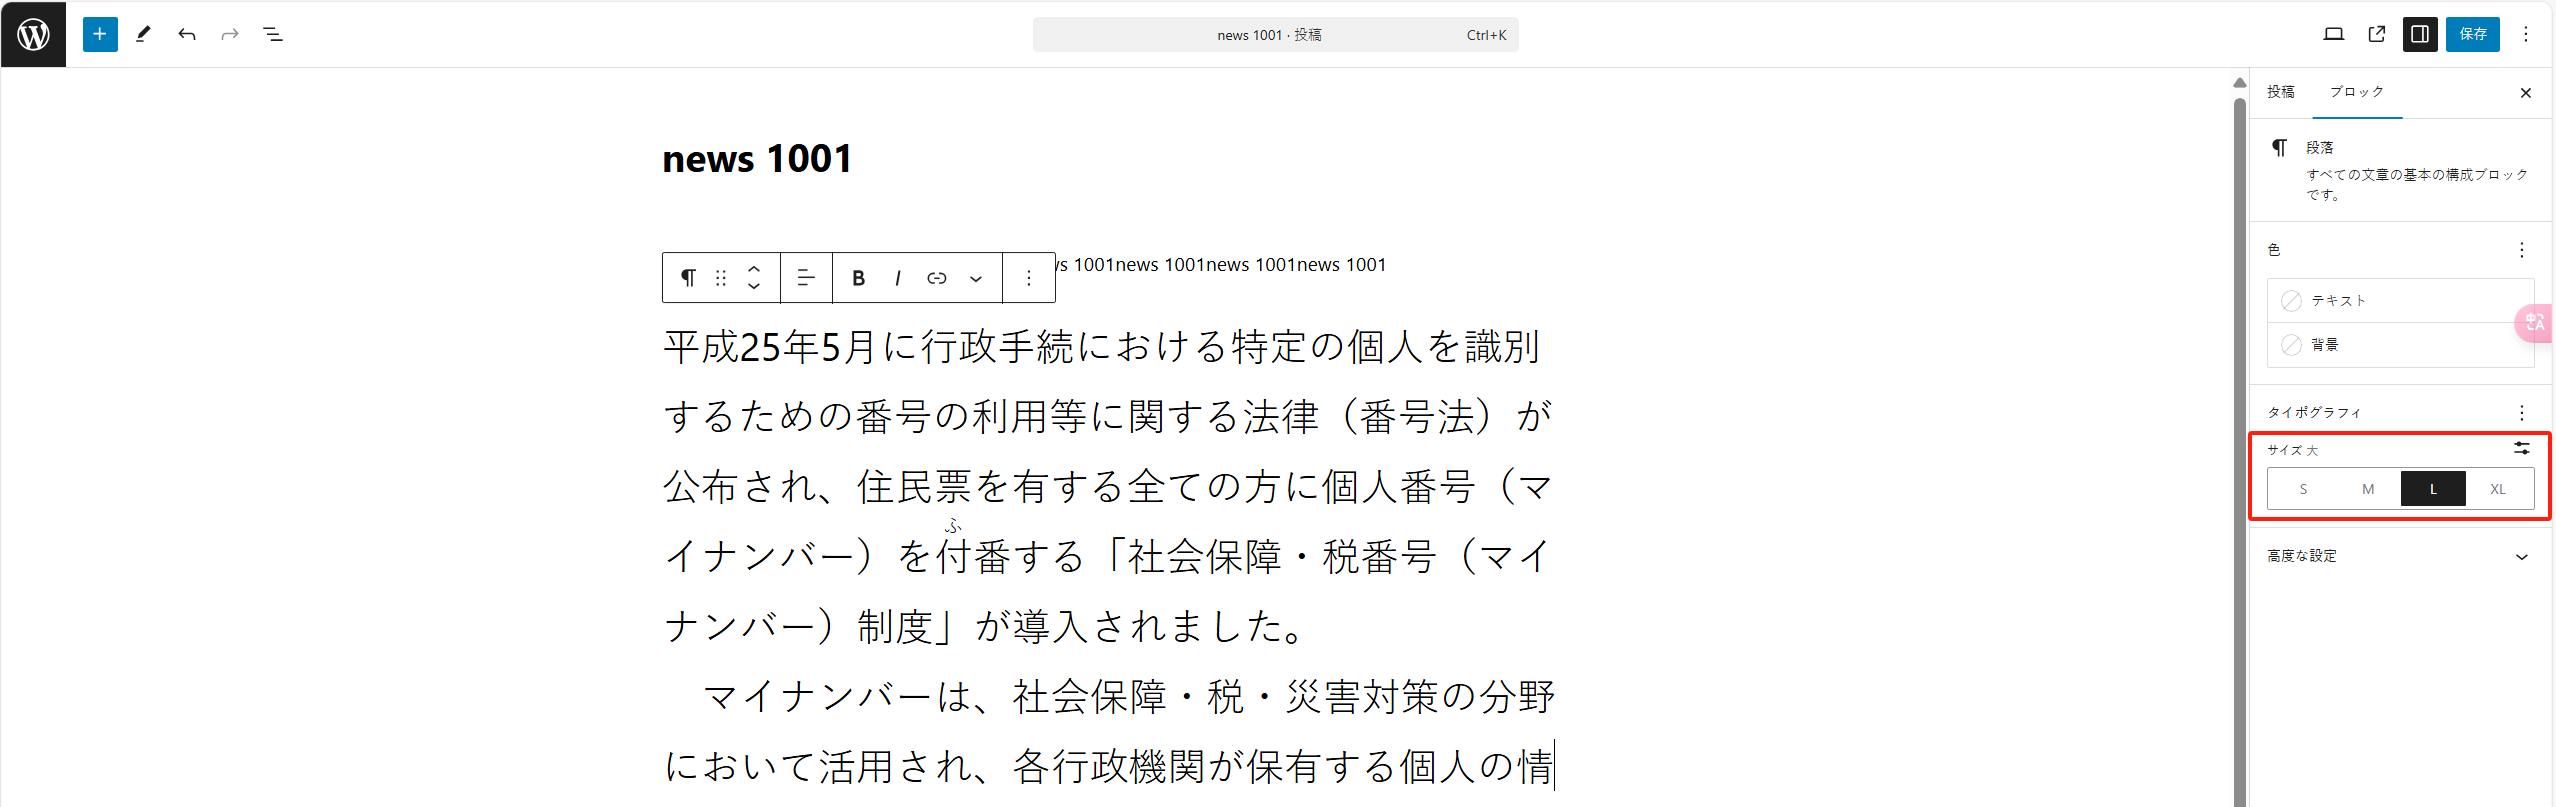 news 1001 · 投稿 Ctrl+K
保存
投稿 ブロック
段落
すべての文章の基本の構成ブロック
です。
色
テキスト
背景
タイポグラフィ
サイズ 大
S M L XL
高度な設定
news 1001
s 1001news 1001news 1001news 1001
B I
平成25年5月に行政手続における特定の個人を識別
するための番号の利用等に関する法律（番号法）が
公布され、住民票を有する全ての方に個人番号（マ
ふ
イナンバー）を付番する「社会保障・税番号（マイ
ナンバー）制度」が導入されました。
　マイナンバーは、社会保障・税・災害対策の分野
において活用され、各行政機関が保有する個人の情
中A